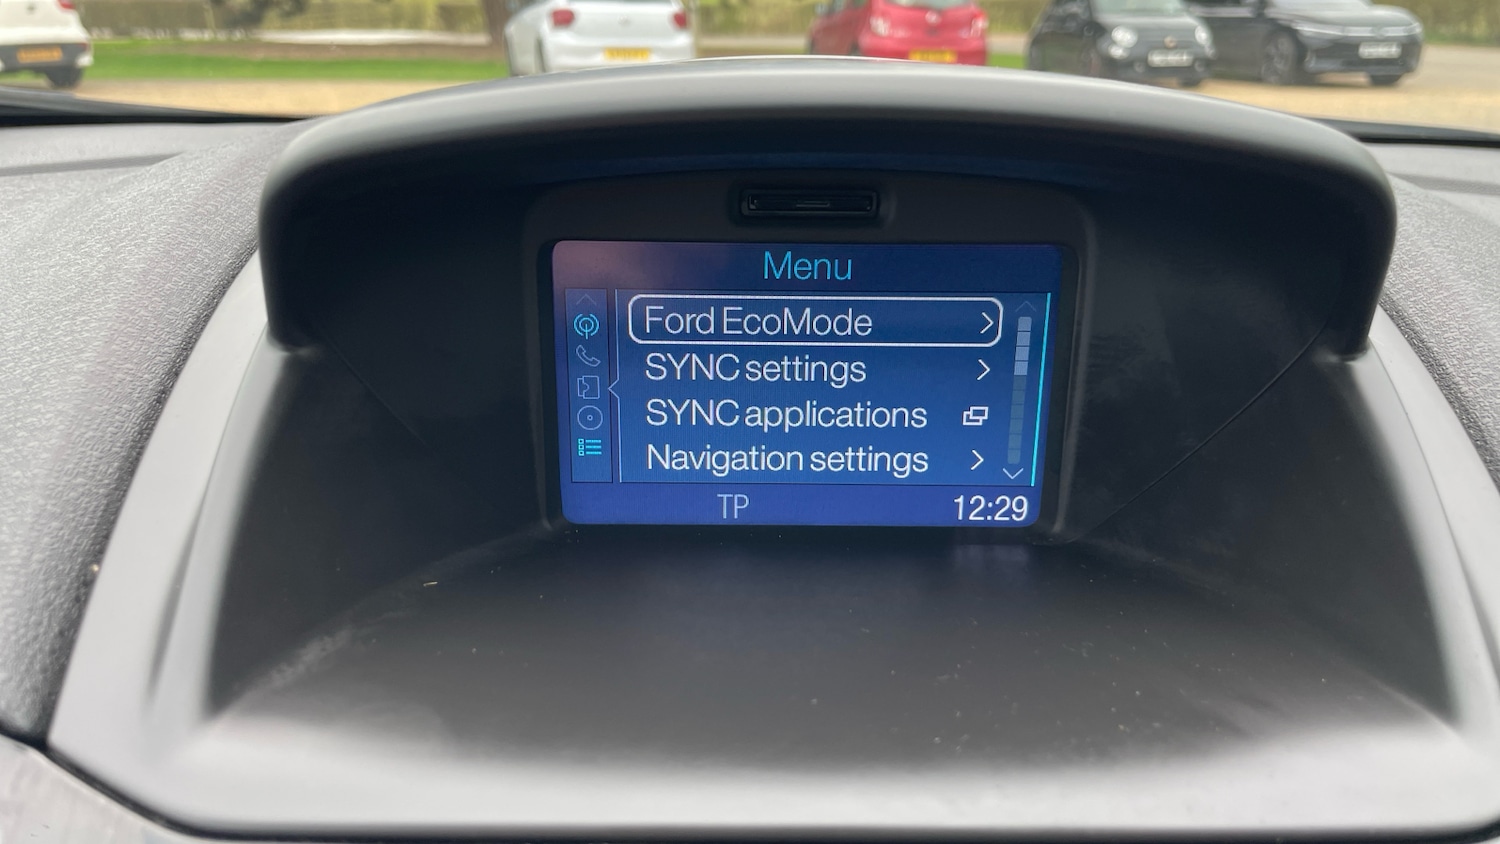 Menu
Ford EcoMode
SYNC settings
SYNC applications
Navigation settings
TP
12:29